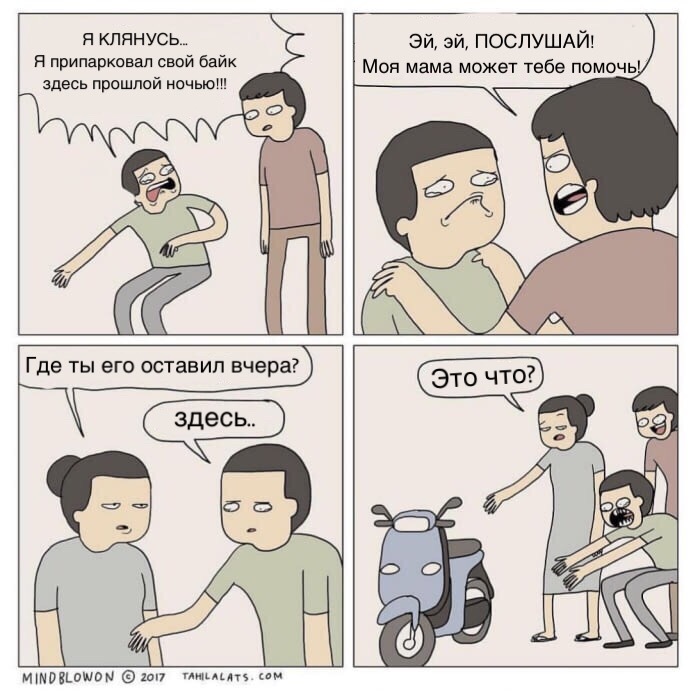 Я КЛЯНУСЬ...
Я припарковал свой байк
здесь прошлой ночью!!!
Эй, эй, ПОСЛУШАЙ!
Моя мама может тебе помочь!
Где ты его оставил вчера?
здесь..
Это что?
MINDBLOWON © 2017 TAHILALATS.COM